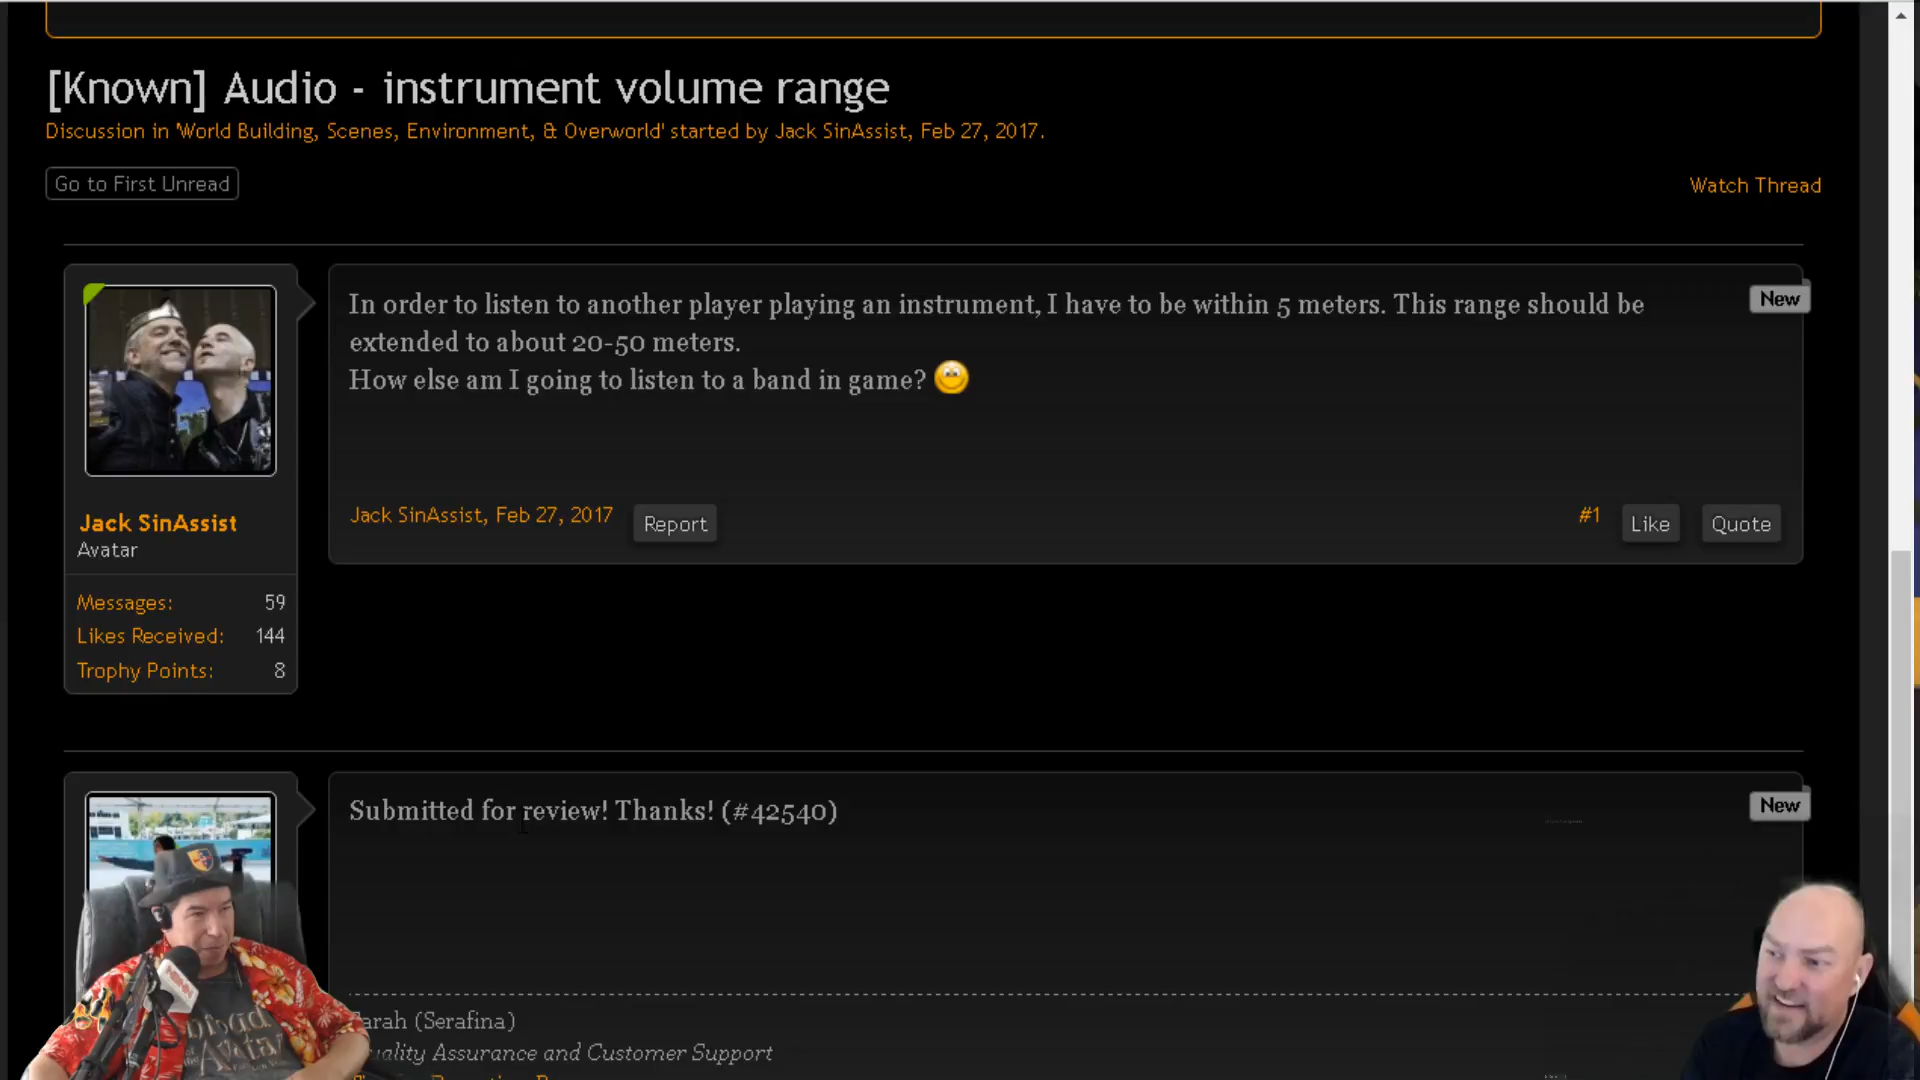 [Known] Audio - instrument volume range
Discussion in 'World Building, Scenes, Environment, & Overworld' started by Jack SinAssist, Feb 27, 2017.
Go to First Unread
Watch Thread
In order to listen to another player playing an instrument, I have to be within 5 meters. This range should be
New
extended to about 20-50 meters.
How else am I going to listen to a band in game?
Jack SinAssist, Feb 27, 2017
Report
#1
Like
Quote
Jack SinAssist
Avatar
Messages: 59
Likes Received: 144
Trophy Points: 8
Submitted for review! Thanks! (#42540)
New
arah (Serafina)
uality Assurance and Customer Support
Avatar